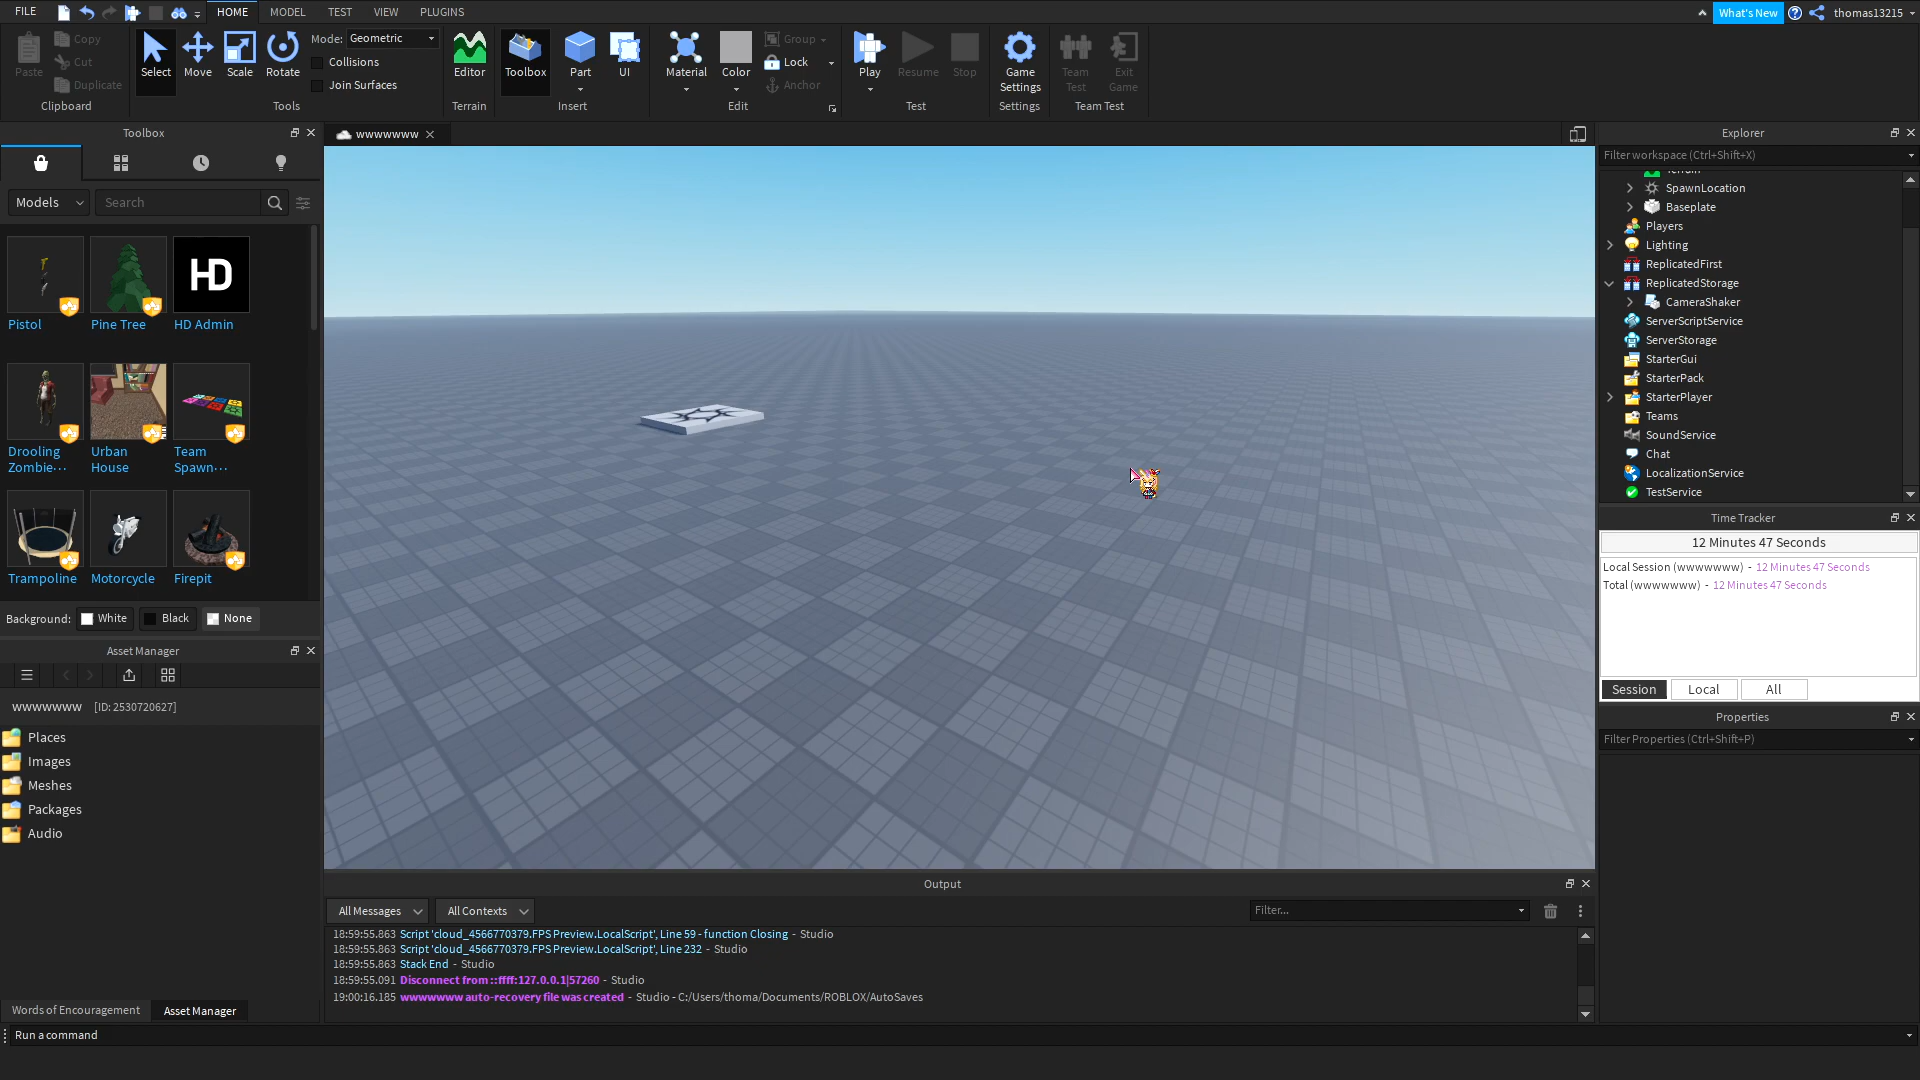 FILE
HOME
MODEL
TEST
VIEW
PLUGINS
What's New
thomas13215
Paste
Copy
Cut
Duplicate
Clipboard
Select
Move
Scale
Rotate
Mode: Geometric
Collisions
Join Surfaces
Tools
Editor
Terrain
Toolbox
Part
UI
Insert
Material
Color
Group
Lock
Anchor
Edit
Play
Resume
Stop
Test
Game
Settings
Settings
Team
Test
Exit
Game
Team Test
Toolbox
Models
Search
HD
Pistol
Pine Tree
HD Admin
Drooling
Zombie...
Urban
House
Team
Spawn...
Trampoline
Motorcycle
Firepit
Background: White Black None
Asset Manager
wwwwwww [ID: 2530720627]
Places
Images
Meshes
Packages
Audio
Words of Encouragement
Asset Manager
wwwwwww
Output
All Messages
All Contexts
Filter...
18:59:55.863 Script 'cloud_4566770379.FPS Preview.LocalScript', Line 59 - function Closing - Studio
18:59:55.863 Script 'cloud_4566770379.FPS Preview.LocalScript', Line 232 - Studio
18:59:55.863 Stack End - Studio
18:59:55.091 Disconnect from ::ffff:127.0.0.1|57260 - Studio
19:00:16.185 wwwwwww auto-recovery file was created - Studio - C:/Users/thoma/Documents/ROBLOX/AutoSaves
Explorer
Filter workspace (Ctrl+Shift+X)
Terrain
SpawnLocation
Baseplate
Players
Lighting
ReplicatedFirst
ReplicatedStorage
CameraShaker
ServerScriptService
ServerStorage
StarterGui
StarterPack
StarterPlayer
Teams
SoundService
Chat
LocalizationService
TestService
Time Tracker
12 Minutes 47 Seconds
Local Session (wwwwwww) - 12 Minutes 47 Seconds
Total (wwwwwww) - 12 Minutes 47 Seconds
Session
Local
All
Properties
Filter Properties (Ctrl+Shift+P)
Run a command